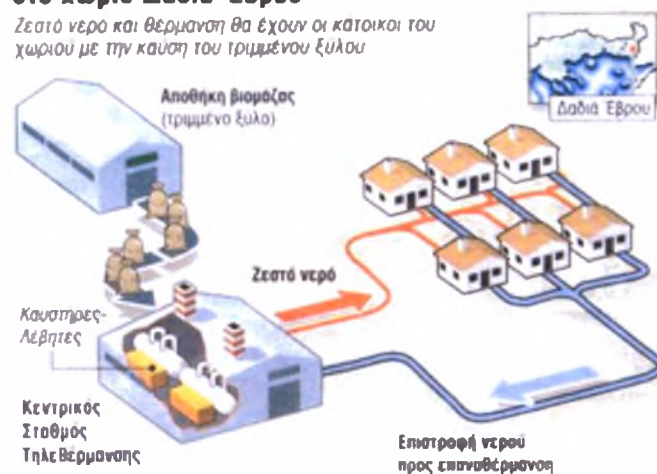 Ζεστό νερό και θέρμανση θα έχουν οι κάτοικοι του
χωριού με την καύση του τριμμένου ξύλου
Αποθήκη βιομάζας
(τριμμένο ξύλο)
Δαδιά Έβρου
Ζεστό νερό
Καυστήρες-
Λέβητες
Κεντρικός
Σταθμός
Τηλεθέρμανσης
Επιστροφή νερού
προς επαναθέρμανση